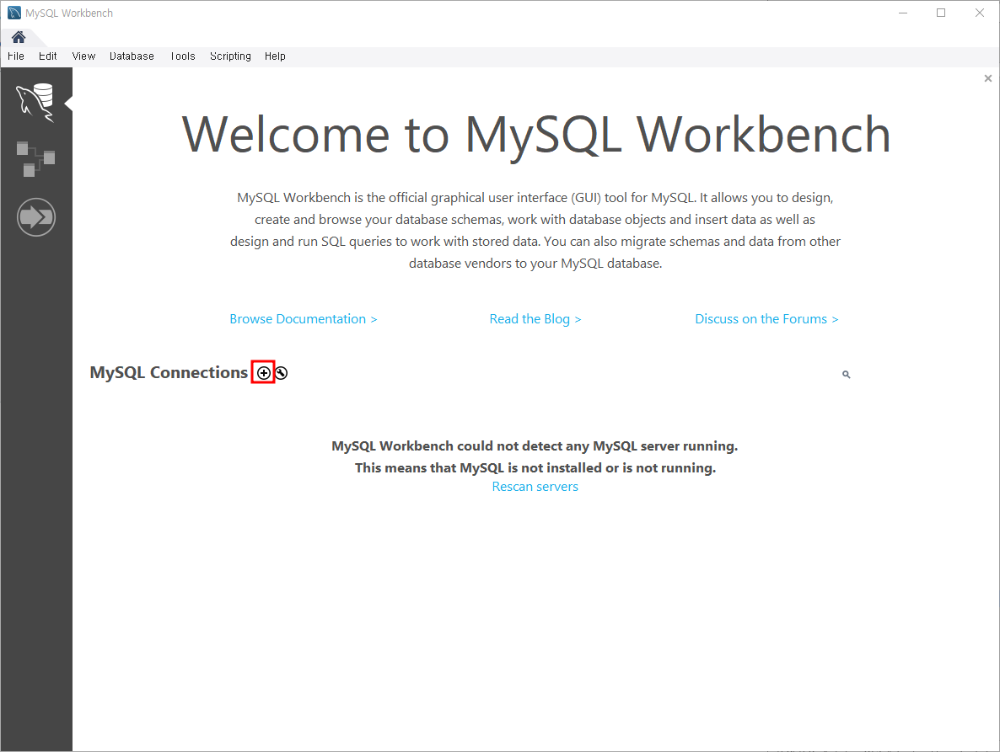 MySQL Workbench
File Edit View Database Tools Scripting Help
Welcome to MySQL Workbench
MySQL Workbench is the official graphical user interface (GUI) tool for MySQL. It allows you to design,
create and browse your database schemas, work with database objects and insert data as well as
design and run SQL queries to work with stored data. You can also migrate schemas and data from other
database vendors to your MySQL database.
Browse Documentation > Read the Blog > Discuss on the Forums >
MySQL Connections
MySQL Workbench could not detect any MySQL server running.
This means that MySQL is not installed or is not running.
Rescan servers